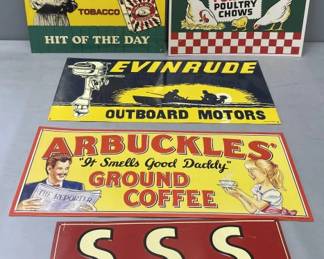 TOBACCO
HIT OF THE DAY
POULTRY
CHOWS
EVINRUDE
OUTBOARD MOTORS
ARBUCKLES'
"It Smells Good Daddy"
GROUND
COFFEE
THE REPORTER
S.S.S.